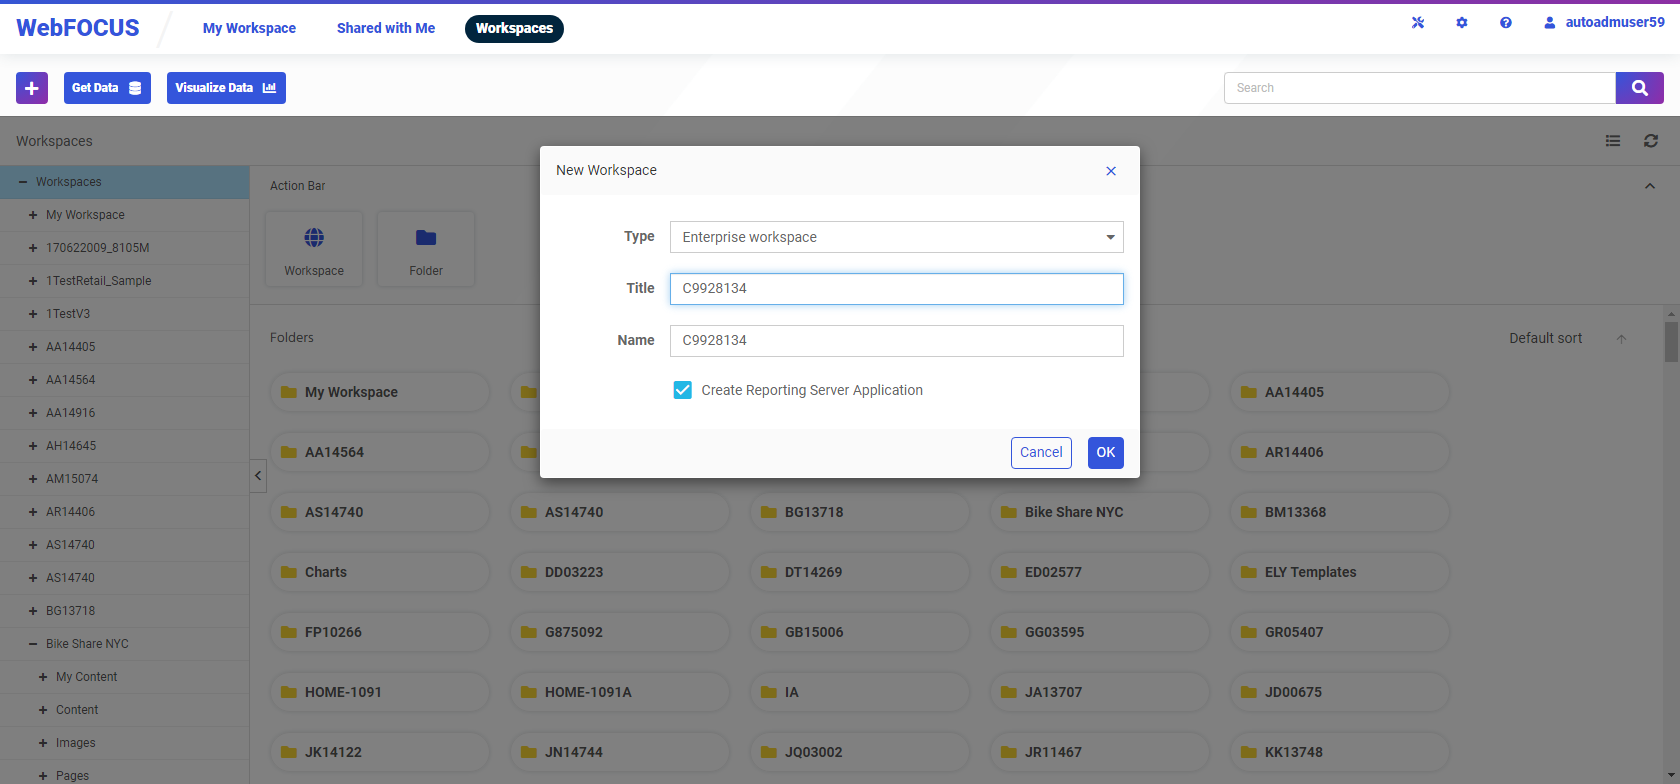 WebFOCUS
My Workspace
Shared with Me
Workspaces
autoadmuser59
Get Data
Visualize Data
Search
Workspaces
Workspaces
My Workspace
170622009_8105M
1TestRetail_Sample
1TestV3
AA14405
AA14564
AA14916
AH14645
AM15074
AR14406
AS14740
AS14740
BG13718
Bike Share NYC
My Content
Content
Images
Pages
Action Bar
Workspace
Folder
New Workspace
Type
Enterprise workspace
Title
C9928134
Name
C9928134
Create Reporting Server Application
Cancel
OK
Folders
Default sort
My Workspace
AA14405
AA14564
AR14406
AS14740
AS14740
BG13718
Bike Share NYC
BM13368
Charts
DD03223
DT14269
ED02577
ELY Templates
FP10266
G875092
GB15006
GG03595
GR05407
HOME-1091
HOME-1091A
IA
JA13707
JD00675
JK14122
JN14744
JQ03002
JR11467
KK13748